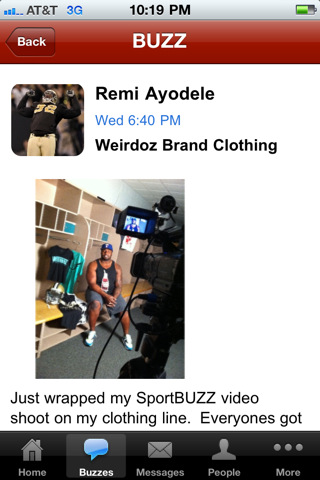 AT&T 3G 10:19 PM
Back BUZZ
Remi Ayodele
Wed 6:40 PM
Weirdoz Brand Clothing
Just wrapped my SportBUZZ video
shoot on my clothing line. Everyones got
Home Buzzes Messages People More